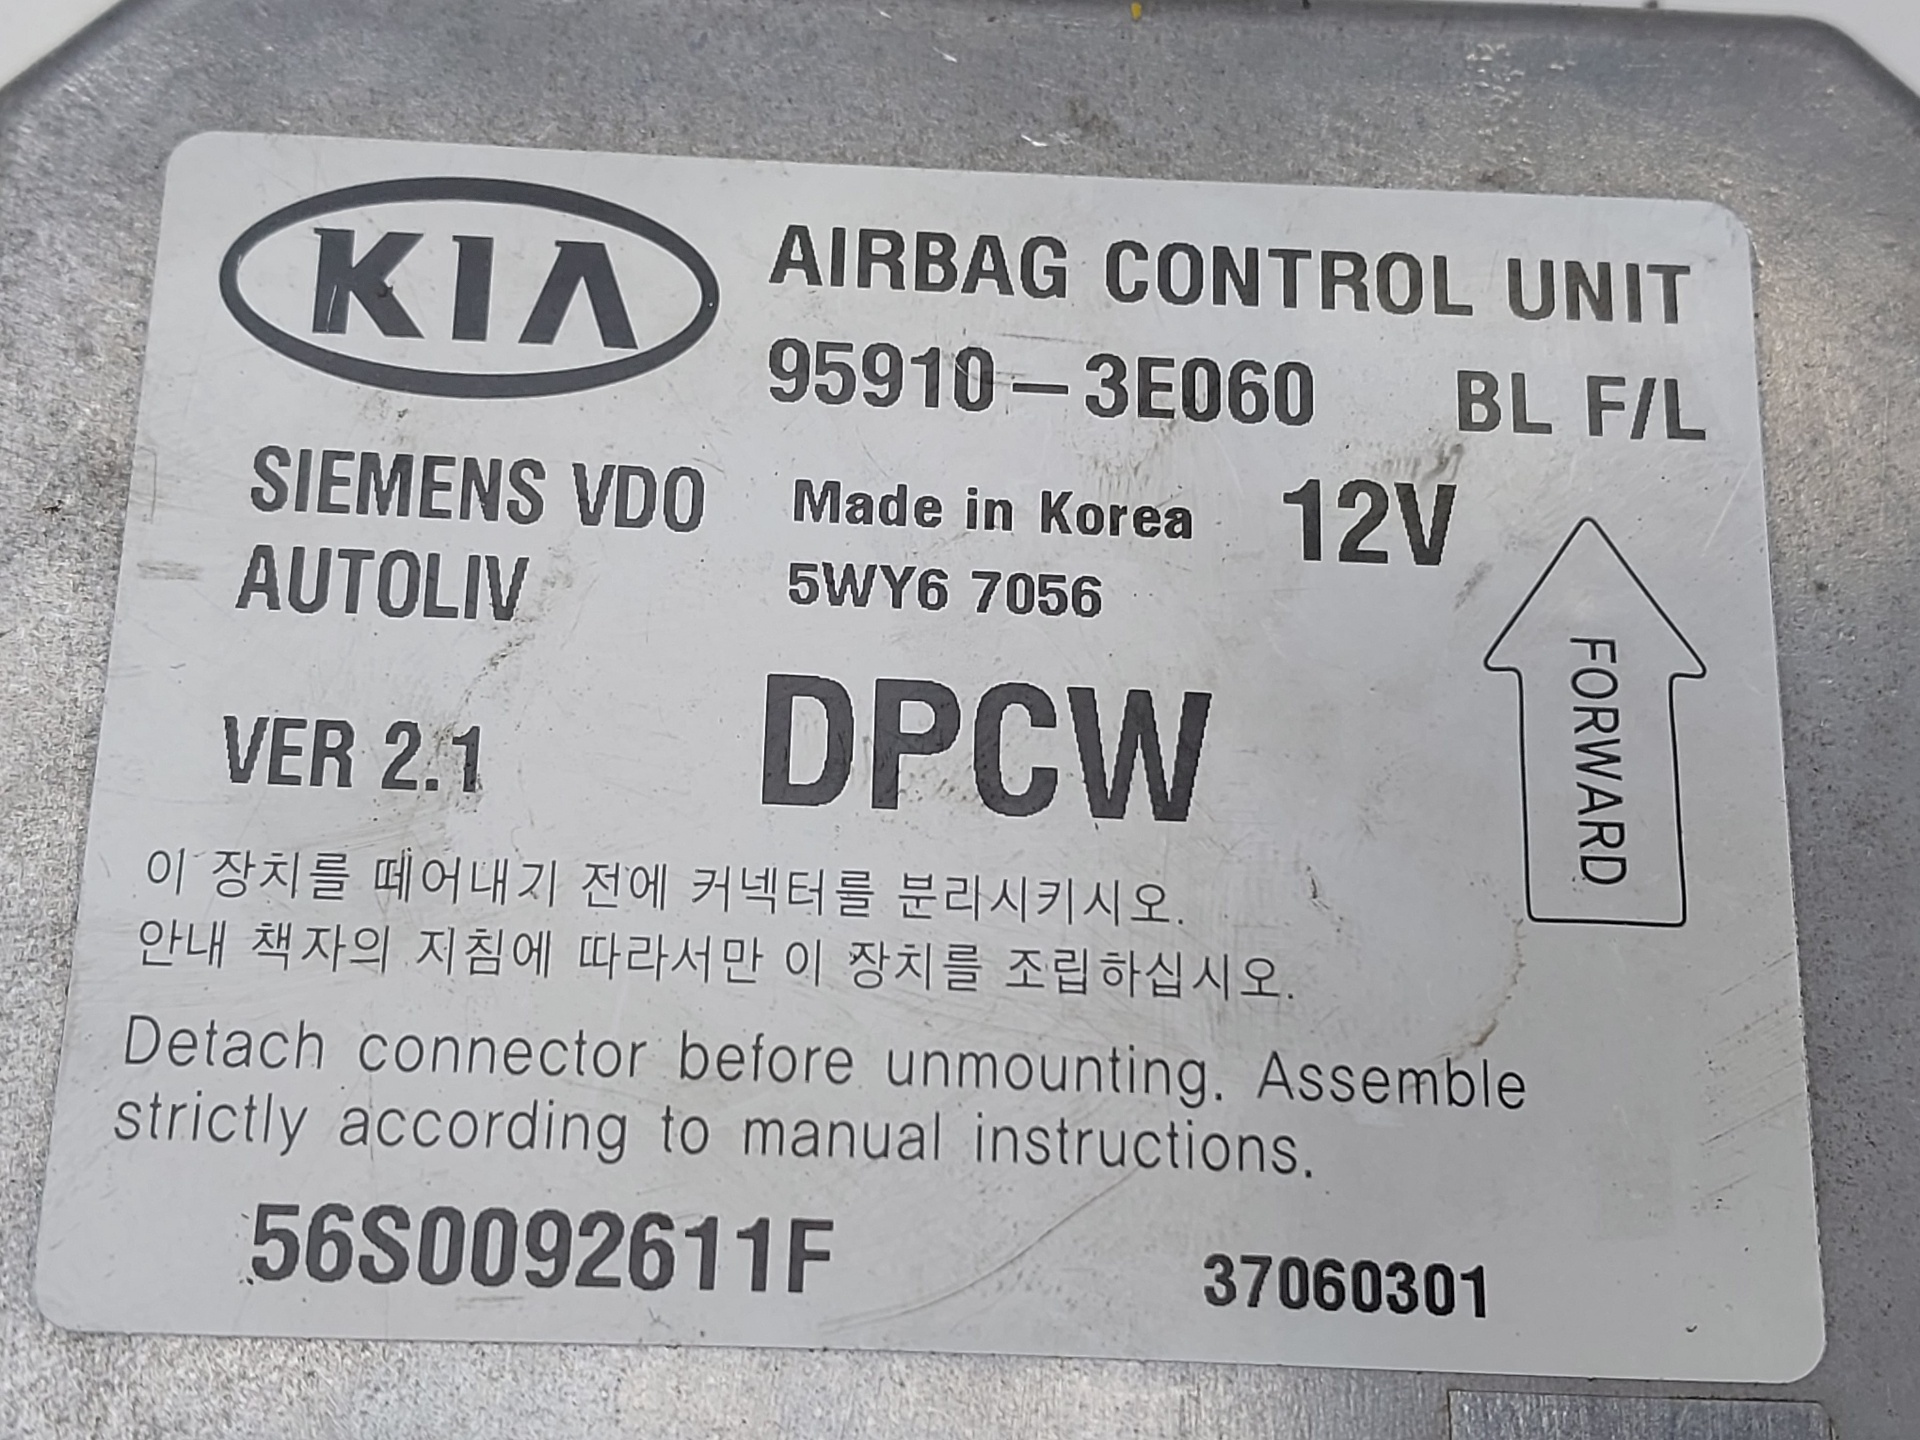 KIA
AIRBAG CONTROL UNIT
95910-3E060 BL F/L
SIEMENS VDO Made in Korea 12V
AUTOLIV 5WY6 7056
FORWARD
VER 2.1 DPCW
이 장치를 떼어내기 전에 커넥터를 분리시키시오.
안내 책자의 지침에 따라서만 이 장치를 조립하십시오.
Detach connector before unmounting. Assemble
strictly according to manual instructions.
56S0092611F 37060301